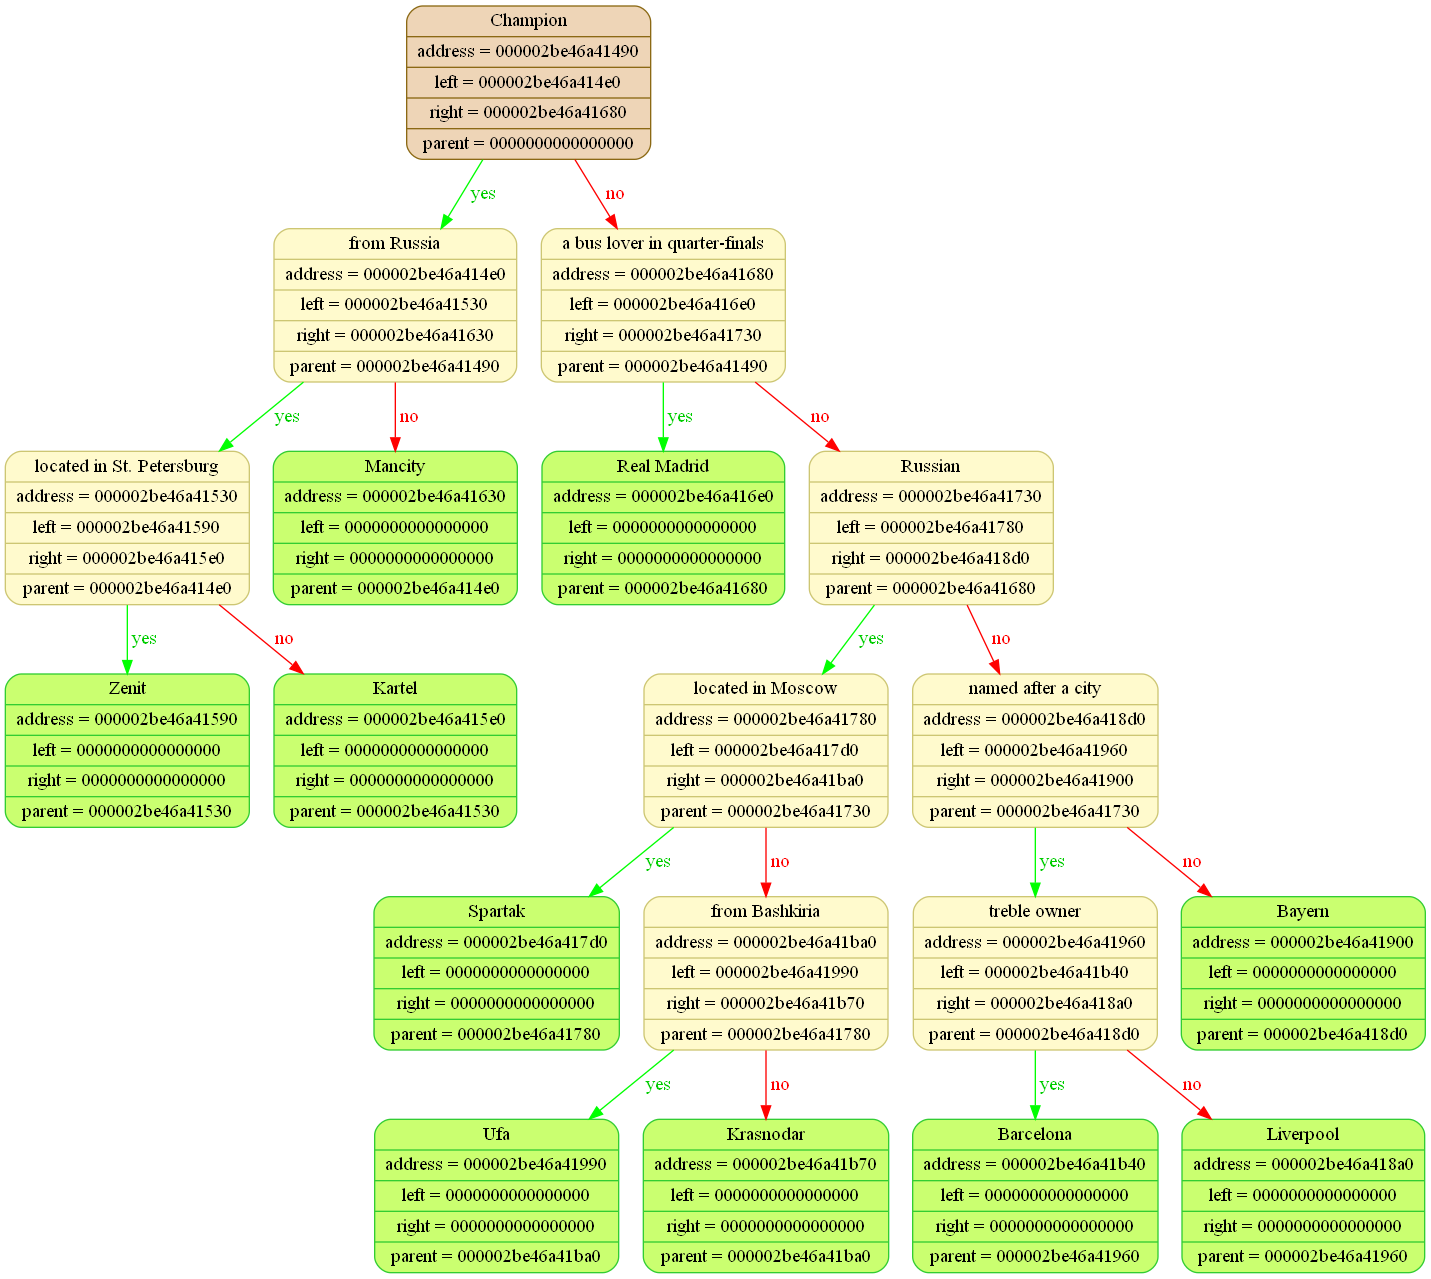 Champion
address = 000002be46a41490
left = 000002be46a414e0
right = 000002be46a41680
parent = 0000000000000000
yes
no
from Russia
address = 000002be46a414e0
left = 000002be46a41530
right = 000002be46a41630
parent = 000002be46a41490
a bus lover in quarter-finals
address = 000002be46a41680
left = 000002be46a416e0
right = 000002be46a41730
parent = 000002be46a41490
yes
no
yes
no
located in St. Petersburg
address = 000002be46a41530
left = 000002be46a41590
right = 000002be46a415e0
parent = 000002be46a414e0
Mancity
address = 000002be46a41630
left = 0000000000000000
right = 0000000000000000
parent = 000002be46a414e0
Real Madrid
address = 000002be46a416e0
left = 0000000000000000
right = 0000000000000000
parent = 000002be46a41680
Russian
address = 000002be46a41730
left = 000002be46a41780
right = 000002be46a418d0
parent = 000002be46a41680
yes
no
yes
no
Zenit
address = 000002be46a41590
left = 0000000000000000
right = 0000000000000000
parent = 000002be46a41530
Kartel
address = 000002be46a415e0
left = 0000000000000000
right = 0000000000000000
parent = 000002be46a41530
located in Moscow
address = 000002be46a41780
left = 000002be46a417d0
right = 000002be46a41ba0
parent = 000002be46a41730
named after a city
address = 000002be46a418d0
left = 000002be46a41960
right = 000002be46a41900
parent = 000002be46a41730
yes
no
yes
no
Spartak
address = 000002be46a417d0
left = 0000000000000000
right = 0000000000000000
parent = 000002be46a41780
from Bashkiria
address = 000002be46a41ba0
left = 000002be46a41990
right = 000002be46a41b70
parent = 000002be46a41780
treble owner
address = 000002be46a41960
left = 000002be46a41b40
right = 000002be46a418a0
parent = 000002be46a418d0
Bayern
address = 000002be46a41900
left = 0000000000000000
right = 0000000000000000
parent = 000002be46a418d0
yes
no
yes
no
Ufa
address = 000002be46a41990
left = 0000000000000000
right = 0000000000000000
parent = 000002be46a41ba0
Krasnodar
address = 000002be46a41b70
left = 0000000000000000
right = 0000000000000000
parent = 000002be46a41ba0
Barcelona
address = 000002be46a41b40
left = 0000000000000000
right = 0000000000000000
parent = 000002be46a41960
Liverpool
address = 000002be46a418a0
left = 0000000000000000
right = 0000000000000000
parent = 000002be46a41960